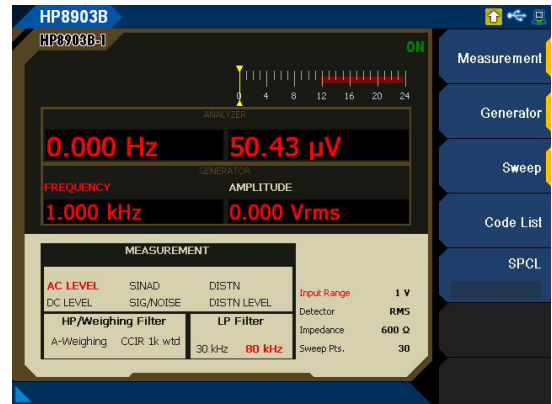 HP8903B
HP8903B-1
ON
0 4 8 12 16 20 24
ANALYZER
0.000 Hz 50.43 µV
GENERATOR
FREQUENCY AMPLITUDE
1.000 kHz 0.000 Vrms
MEASUREMENT
AC LEVEL SINAD DISTN
DC LEVEL SIG/NOISE DISTN LEVEL
HP/Weighing Filter LP Filter
A-Weighing CCIR 1k wtd 30 kHz 80 kHz
Input Range 1 V
Detector RMS
Impedance 600 Ω
Sweep Pts. 30
Measurement
Generator
Sweep
Code List
SPCL